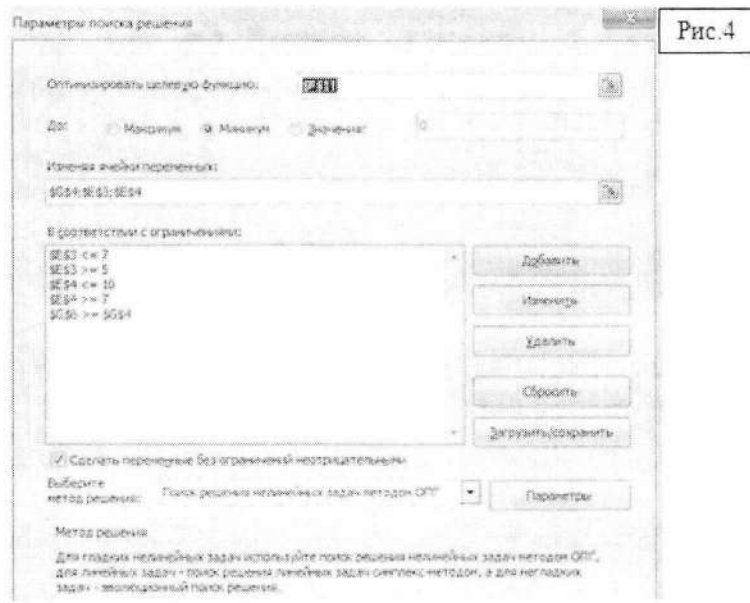 Параметры поиска решения
Рис.4
Оптимизировать целевую функцию:
До: Максимум Минимум Значения: 0
Изменяя ячейки переменных:
$G$4;$E$3;$E$4
В соответствии с ограничениями:
$E$3 <= 7
$E$3 >= 5
$E$4 <= 10
$E$4 >= 7
$G$6 >= $G$4
Добавить
Изменить
Удалить
Сбросить
Загрузить/сохранить
Сделать переменные без ограничений неотрицательными
Выберите
метод решения: Поиск решения нелинейных задач методом ОПГ Параметры
Метод решения
Для гладких нелинейных задач используйте поиск решения нелинейных задач методом ОПГ,
для линейных задач - поиск решения линейных задач симплекс-методом, а для негладких
задач - эволюционный поиск решения.